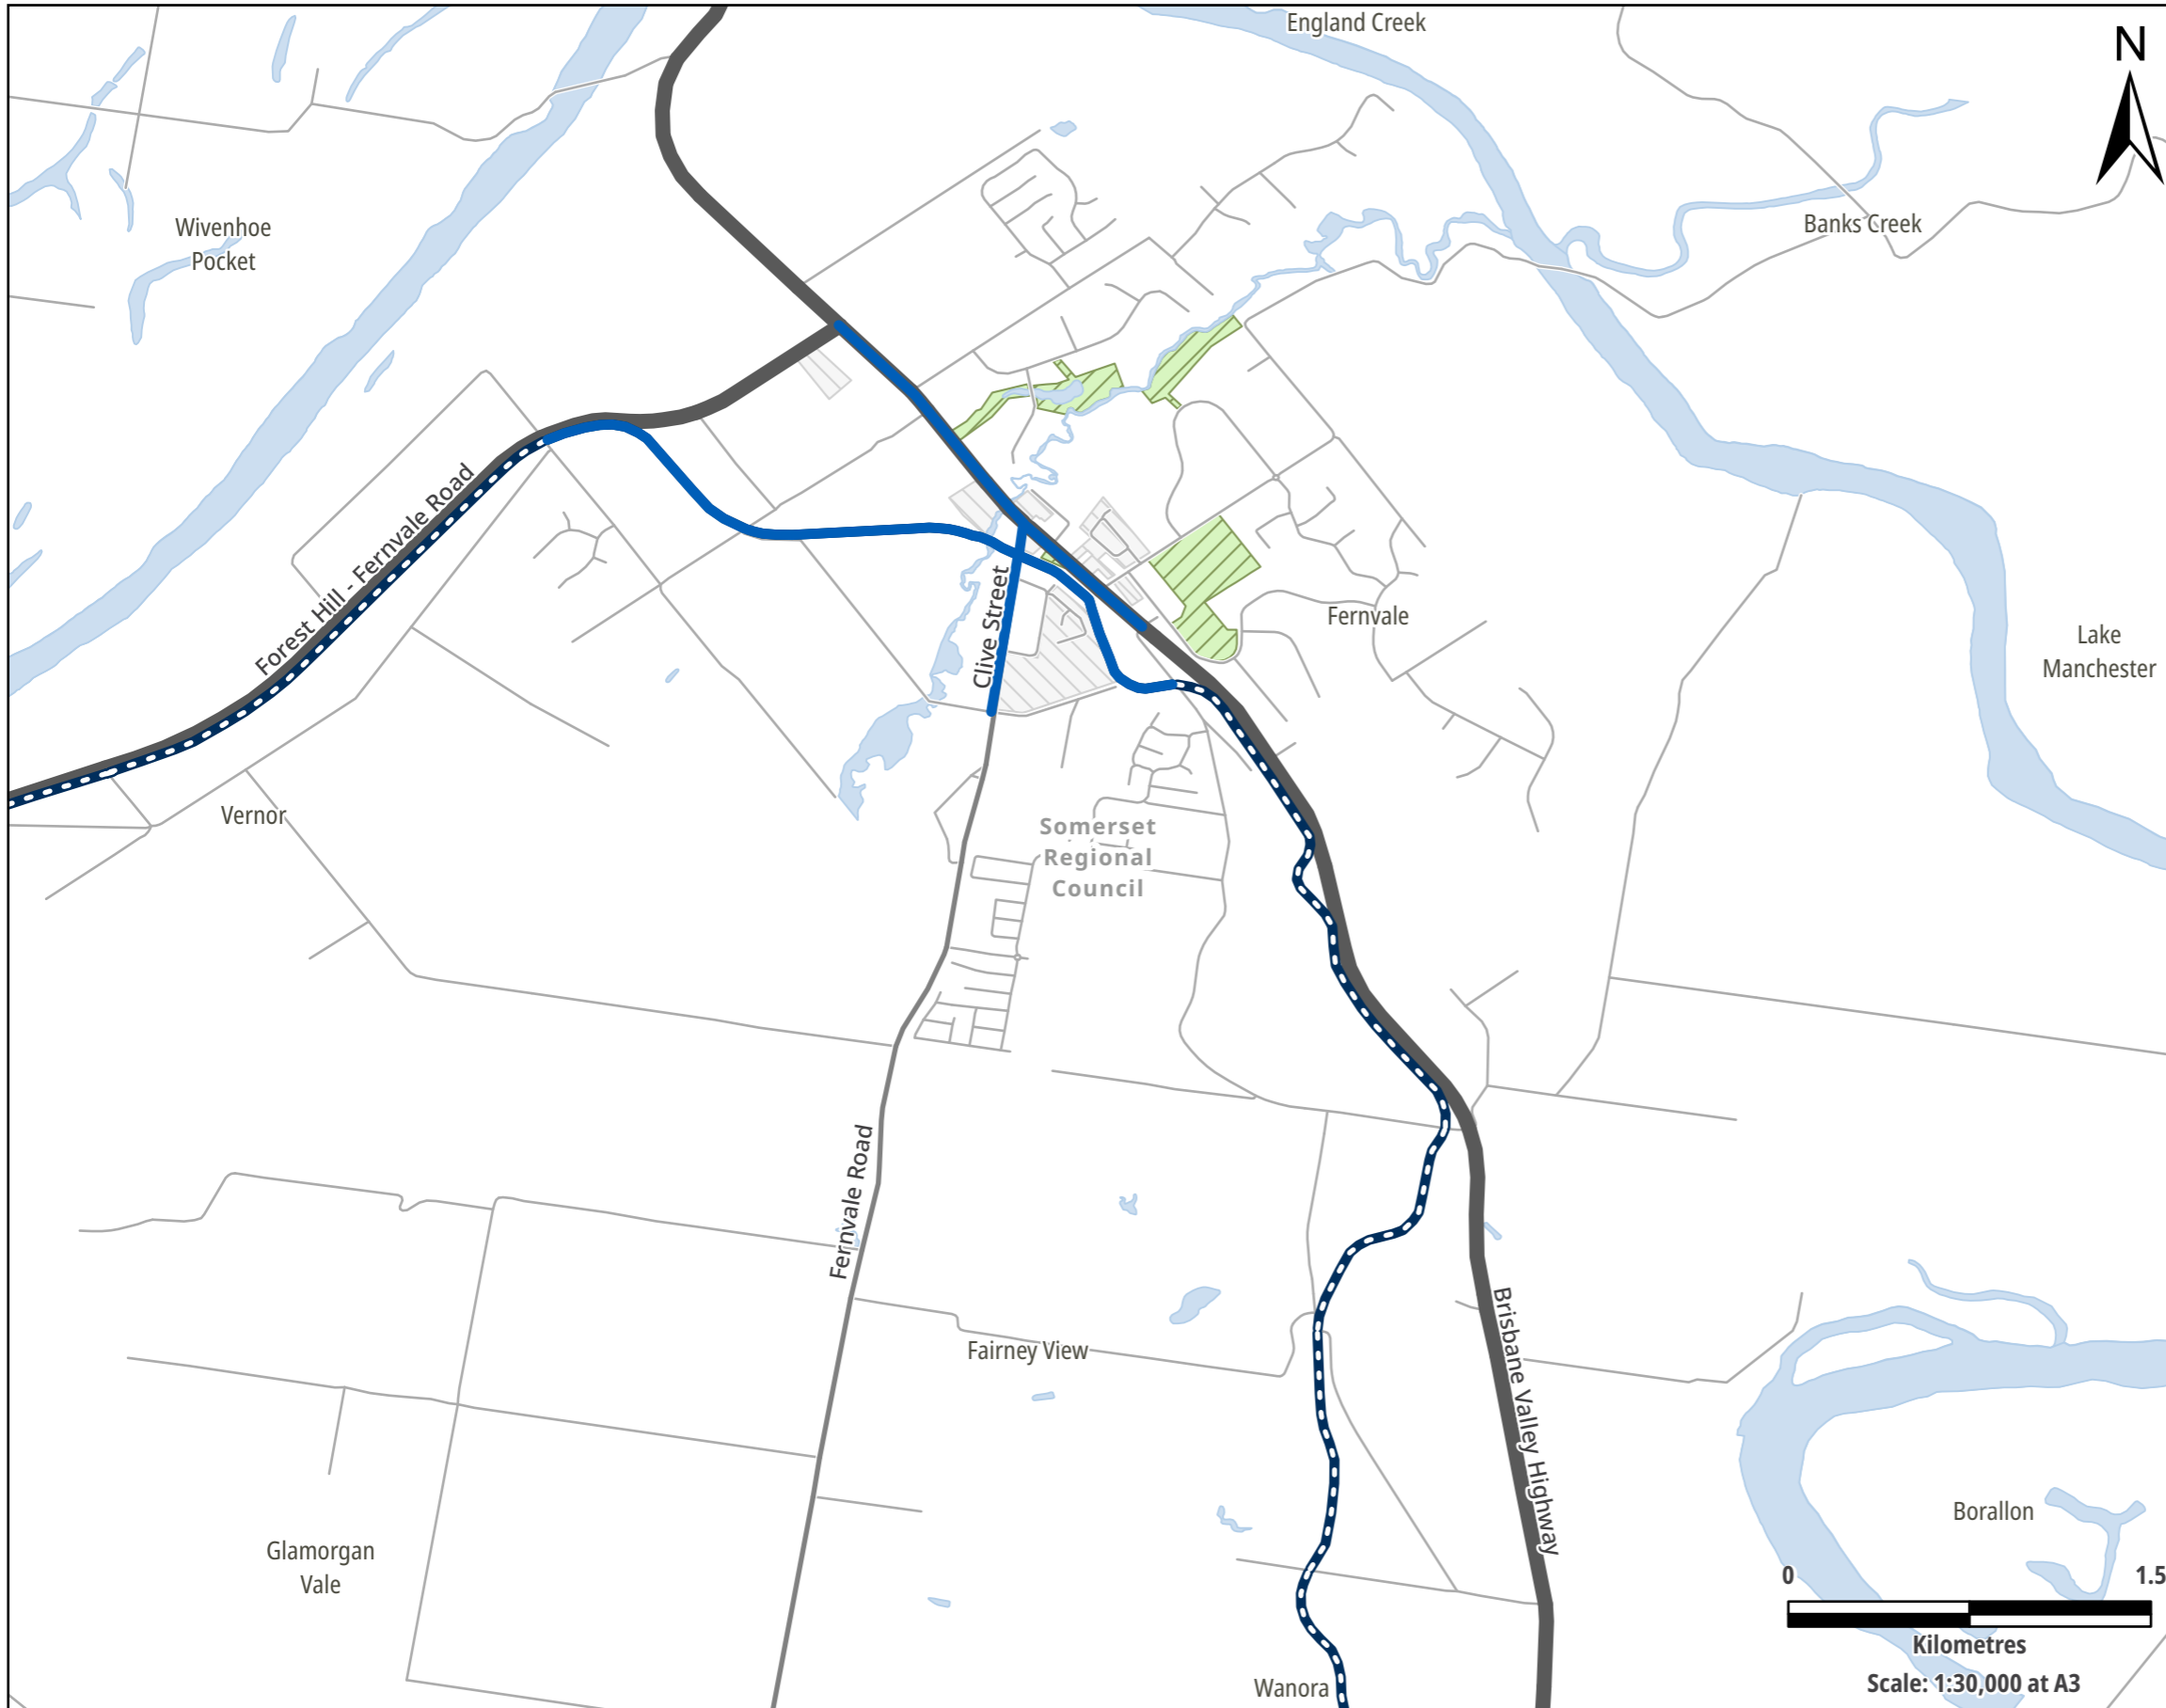 England Creek
N
Wivenhoe
Pocket
Banks Creek
Forest Hill - Fernvale Road
Clive Street
Fernvale
Lake
Manchester
Vernor
Somerset
Regional
Council
Fernvale Road
Fairney View
Brisbane Valley Highway
Glamorgan
Vale
Borallon
0 1.5
Kilometres
Scale: 1:30,000 at A3
Wanora